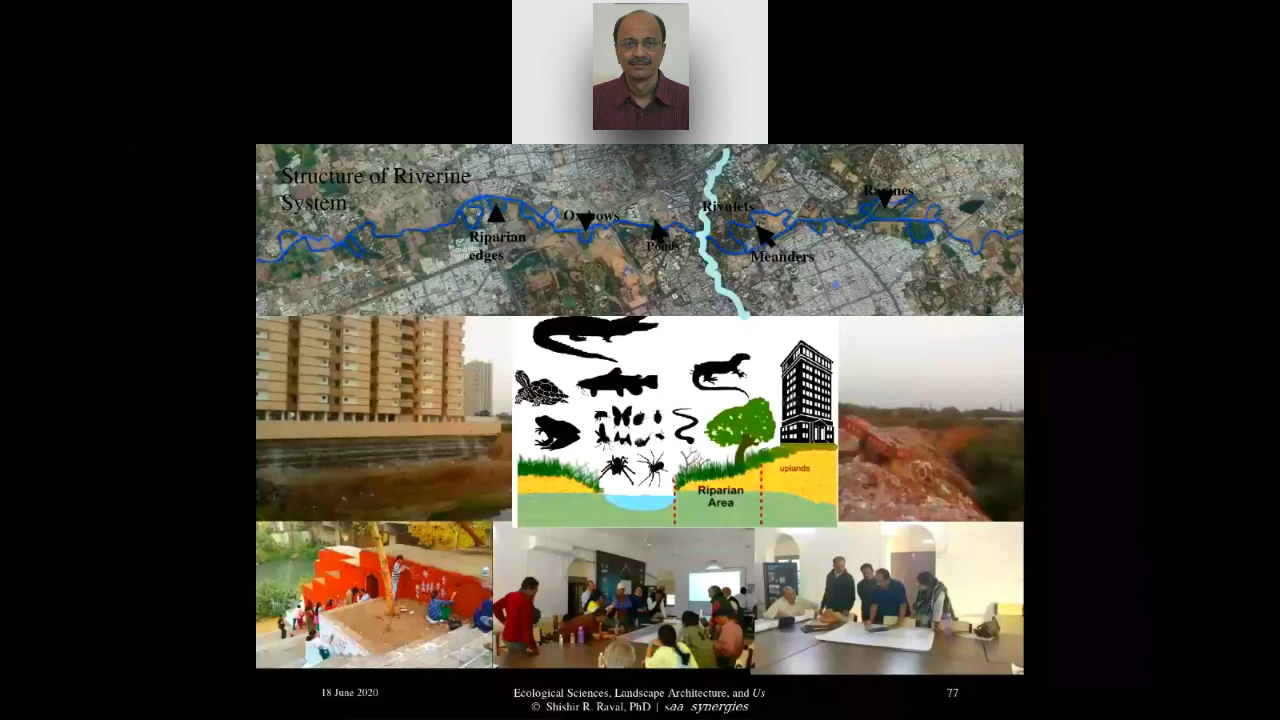 Structure of Riverine
System
Riparian
edges
Oxbows
Ponds
Rivulets
Meanders
Ravines
uplands
Riparian
Area
18 June 2020
Ecological Sciences, Landscape Architecture, and Us
© Shishir R. Raval, PhD | saa synergies
77